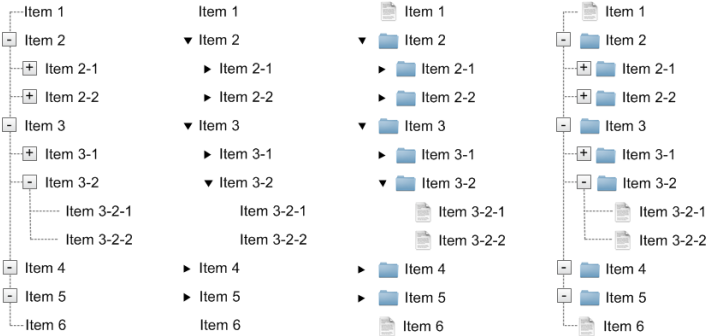 Item 1 Item 1 Item 1 Item 1
Item 2 Item 2 Item 2 Item 2
Item 2-1 Item 2-1 Item 2-1 Item 2-1
Item 2-2 Item 2-2 Item 2-2 Item 2-2
Item 3 Item 3 Item 3 Item 3
Item 3-1 Item 3-1 Item 3-1 Item 3-1
Item 3-2 Item 3-2 Item 3-2 Item 3-2
Item 3-2-1 Item 3-2-1 Item 3-2-1 Item 3-2-1
Item 3-2-2 Item 3-2-2 Item 3-2-2 Item 3-2-2
Item 4 Item 4 Item 4 Item 4
Item 5 Item 5 Item 5 Item 5
Item 6 Item 6 Item 6 Item 6